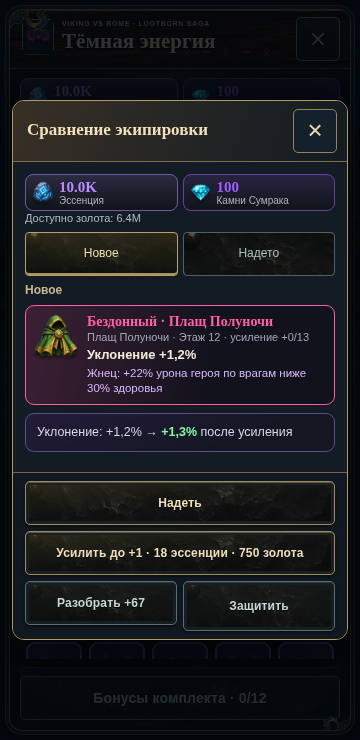 VIKING VS ROME · LOOTBORN SAGA
Тёмная энергия
10.0K
100
Сравнение экипировки
10.0K
Эссенция
100
Камни Сумрака
Доступно золота: 6.4M
Новое
Надето
Новое
Бездонный · Плащ Полуночи
Плащ Полуночи · Этап 12 · усиление +0/13
Уклонение +1,2%
Жнец: +22% урона героя по врагам ниже
30% здоровья
Уклонение: +1,2% → +1,3% после усиления
Надеть
Усилить до +1 · 18 эссенции · 750 золота
Разобрать +67
Защитить
Бонусы комплекта · 0/12